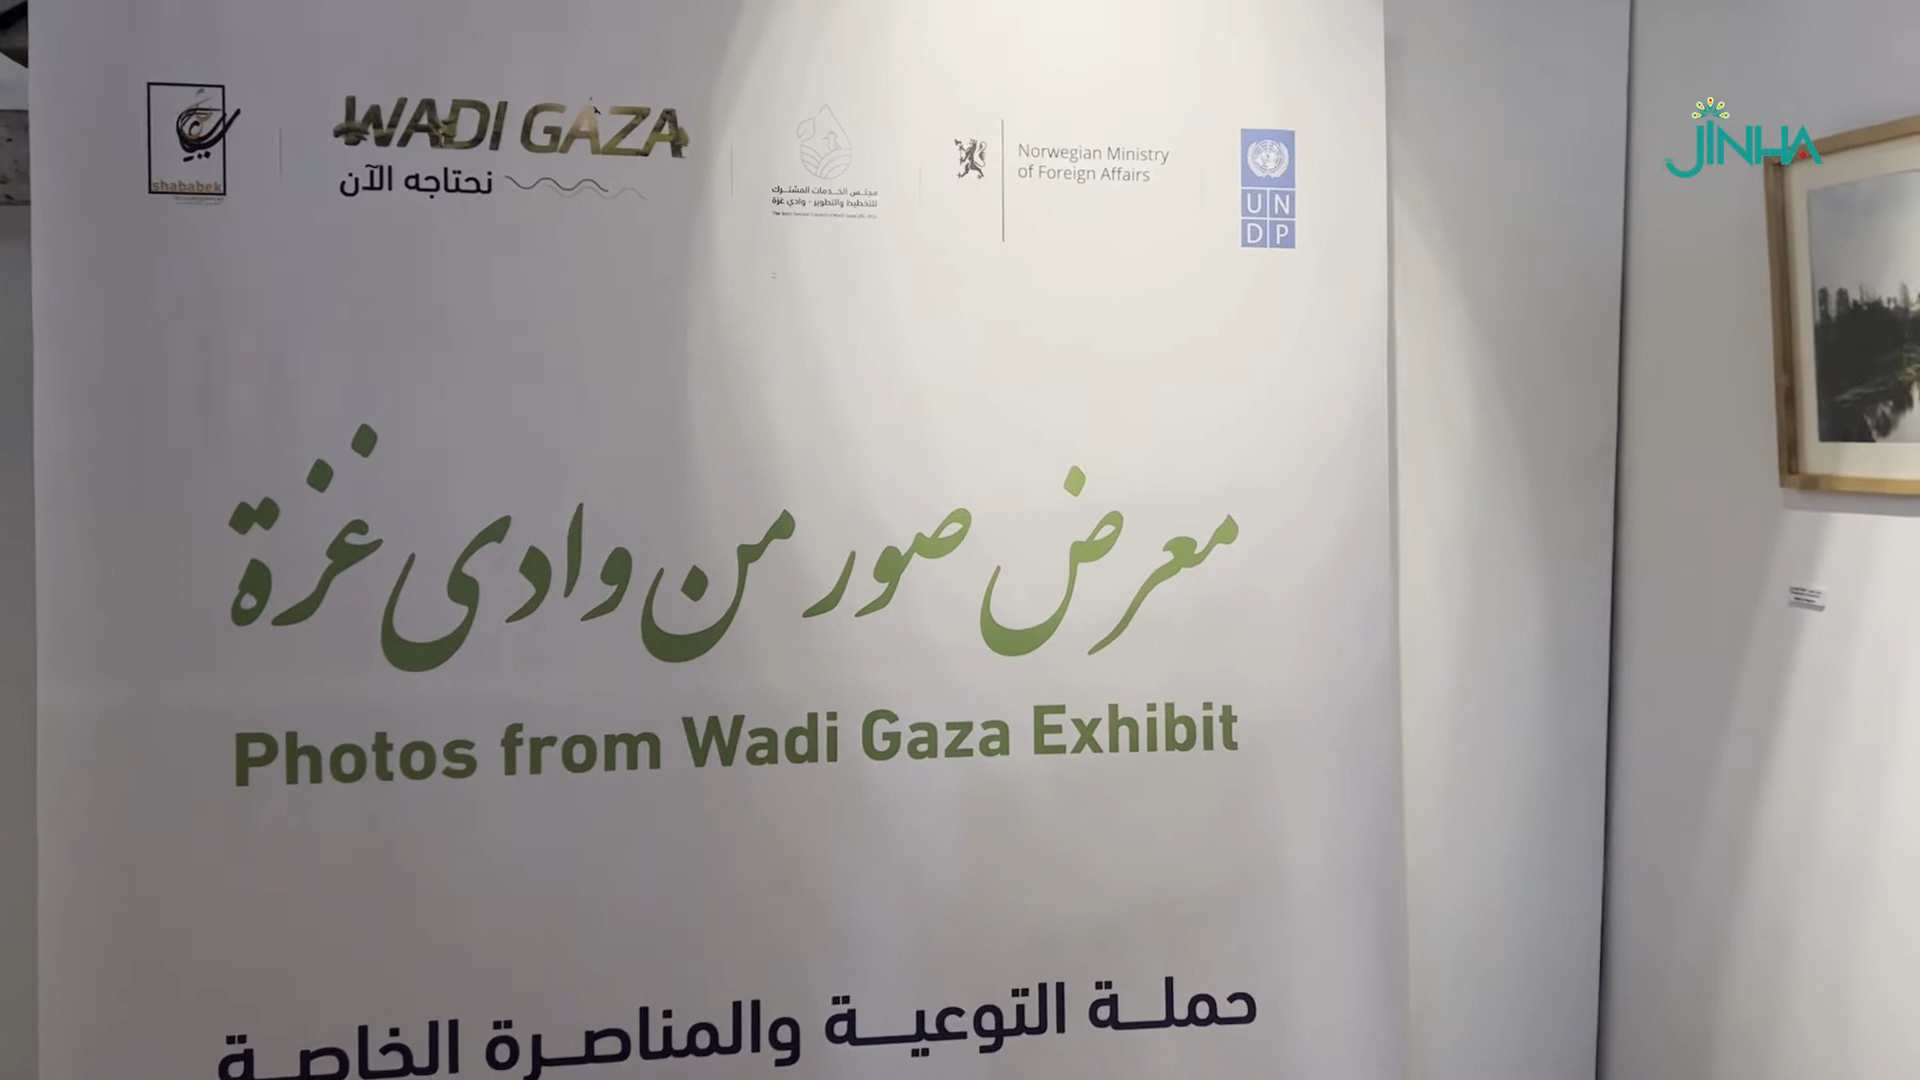 shababek
WADI GAZA
نحتاجه الآن
مجلس الخدمات المشترك
للتخطيط والتطوير - وادي غزة
Norwegian Ministry
of Foreign Affairs
UN
DP
JINHA
معرض صور من وادي غزة
Photos from Wadi Gaza Exhibit
حملة التوعية والمناصرة الخاصة